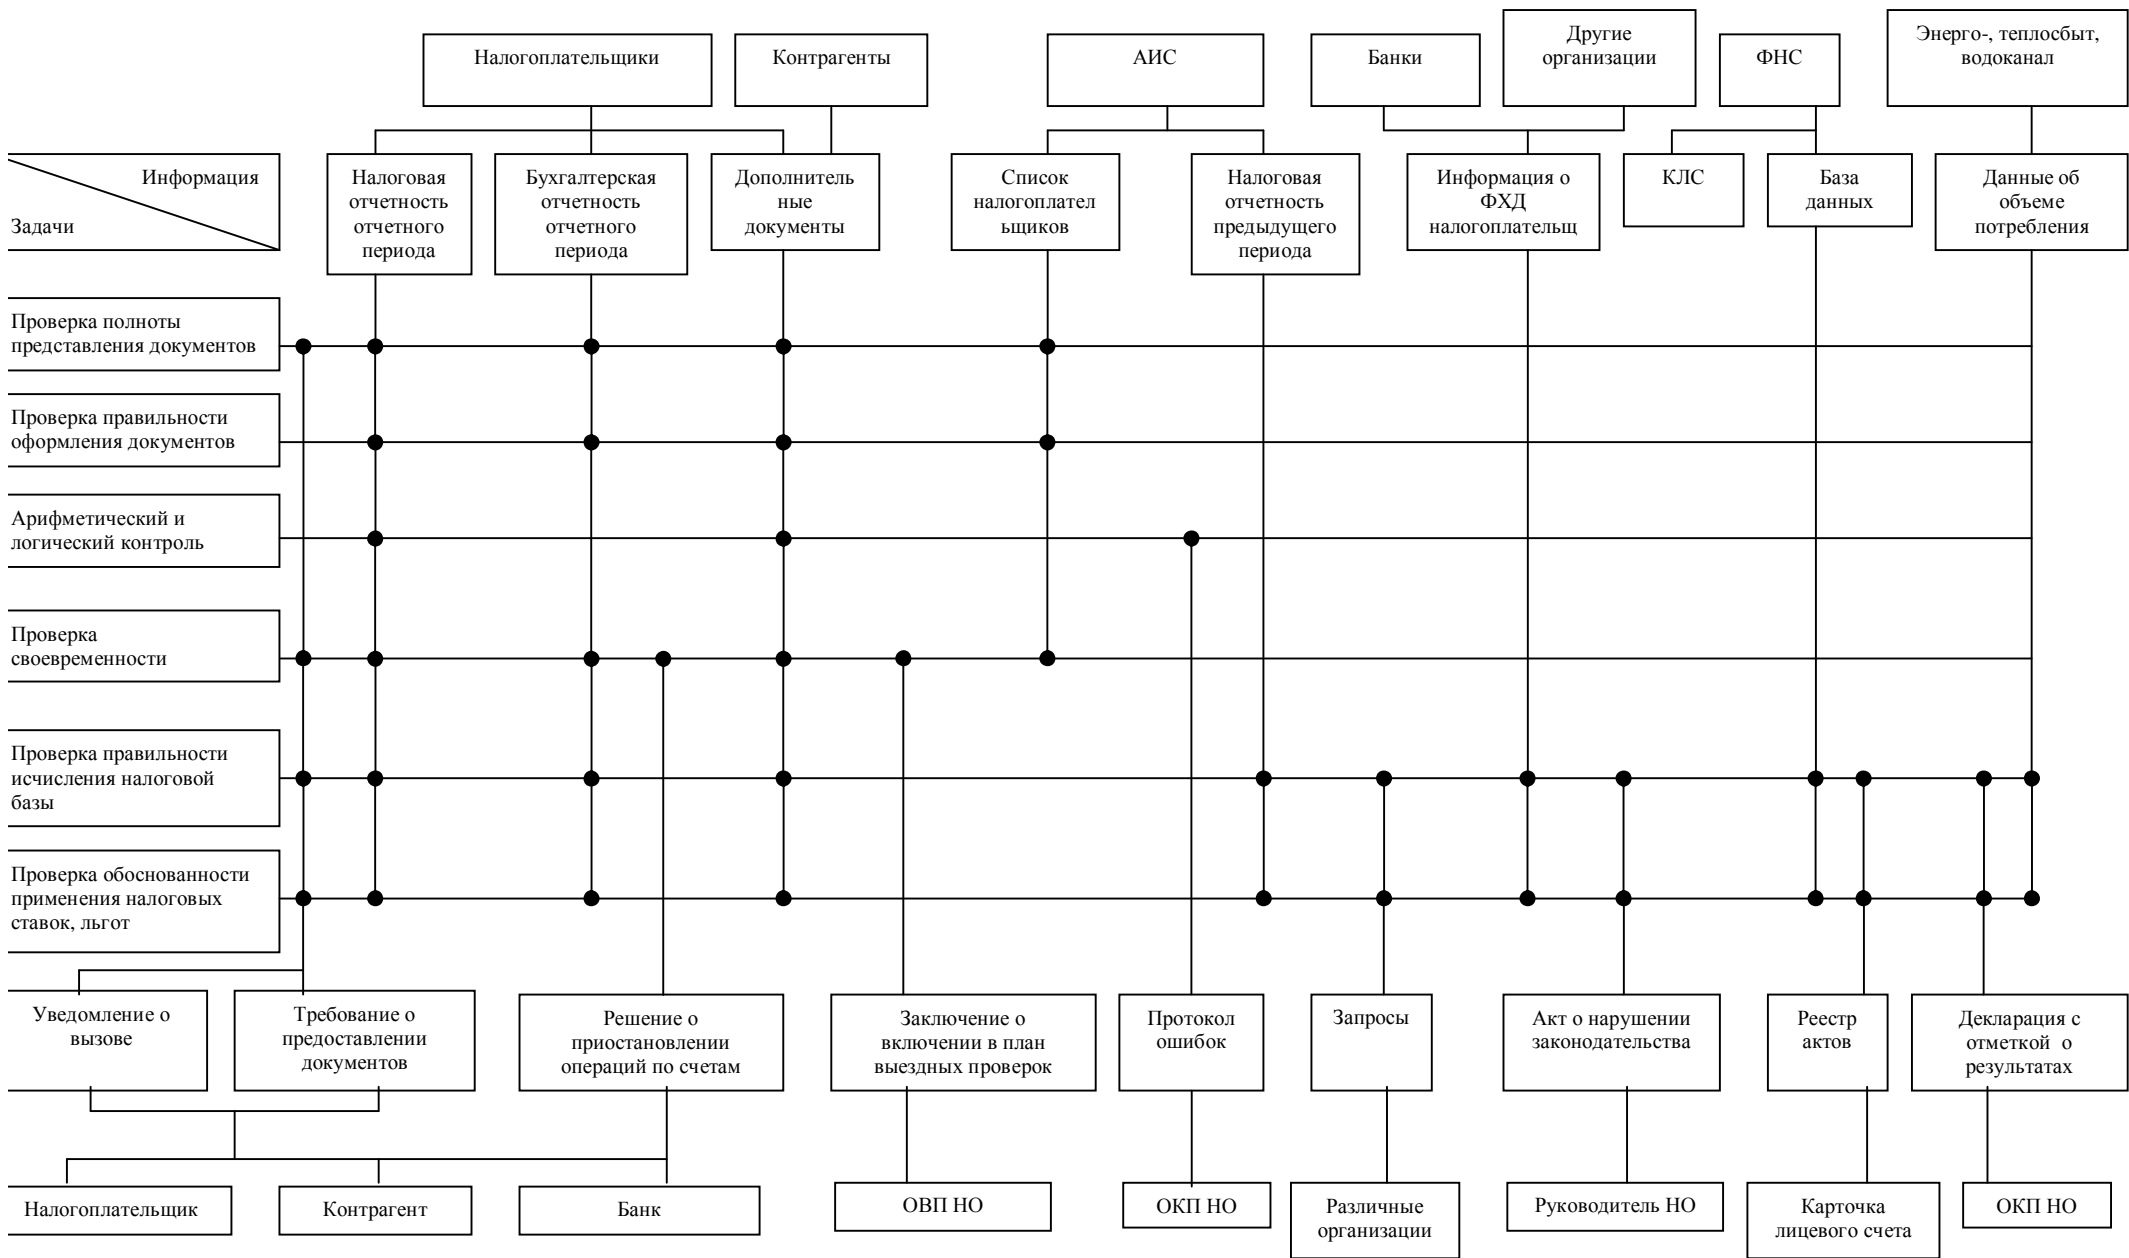 Налогоплательщики
Контрагенты
АИС
Банки
Другие
организации
ФНС
Энерго-, теплосбыт,
водоканал
Информация
Задачи
Налоговая
отчетность
отчетного
периода
Бухгалтерская
отчетность
отчетного
периода
Дополнитель
ные
документы
Список
налогоплател
ьщиков
Налоговая
отчетность
предыдущего
периода
Информация о
ФХД
налогоплательщ
КЛС
База
данных
Данные об
объеме
потребления
Проверка полноты
представления документов
Проверка правильности
оформления документов
Арифметический и
логический контроль
Проверка
своевременности
Проверка правильности
исчисления налоговой
базы
Проверка обоснованности
применения налоговых
ставок, льгот
Уведомление о
вызове
Требование о
предоставлении
документов
Решение о
приостановлении
операций по счетам
Заключение о
включении в план
выездных проверок
Протокол
ошибок
Запросы
Акт о нарушении
законодательства
Реестр
актов
Декларация с
отметкой о
результатах
Налогоплательщик
Контрагент
Банк
ОВП НО
ОКП НО
Различные
организации
Руководитель НО
Карточка
лицевого счета
ОКП НО